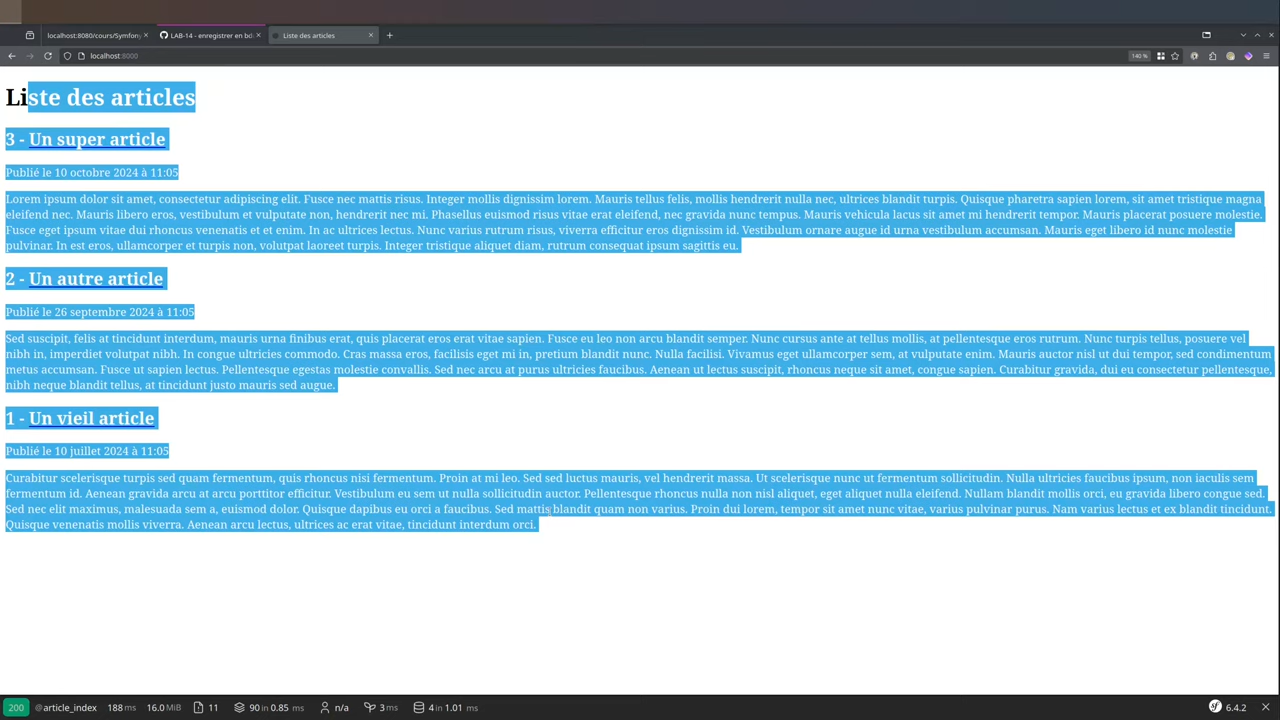 localhost:8080/cours/Symfony
LAB-14 - enregistrer en bd
Liste des articles
localhost:8000
140 %
Liste des articles
3 - Un super article
Publié le 10 octobre 2024 à 11:05
Lorem ipsum dolor sit amet, consectetur adipiscing elit. Fusce nec mattis risus. Integer mollis dignissim lorem. Mauris tellus felis, mollis hendrerit nulla nec, ultrices blandit turpis. Quisque pharetra sapien lorem, sit amet tristique magna
eleifend nec. Mauris libero eros, vestibulum et vulputate non, hendrerit nec mi. Phasellus euismod risus vitae erat eleifend, nec gravida nunc tempus. Mauris vehicula lacus sit amet mi hendrerit tempor. Mauris placerat posuere molestie.
Fusce eget ipsum vitae dui rhoncus venenatis et et enim. In ac ultrices lectus. Nunc varius rutrum risus, viverra efficitur eros dignissim id. Vestibulum ornare augue id urna vestibulum accumsan. Mauris eget libero id nunc molestie
pulvinar. In est eros, ullamcorper et turpis non, volutpat laoreet turpis. Integer tristique aliquet diam, rutrum consequat ipsum sagittis eu.
2 - Un autre article
Publié le 26 septembre 2024 à 11:05
Sed suscipit, felis at tincidunt interdum, mauris urna finibus erat, quis placerat eros erat vitae sapien. Fusce eu leo non arcu blandit semper. Nunc cursus ante at tellus mollis, at pellentesque eros rutrum. Nunc turpis tellus, posuere vel
nibh in, imperdiet volutpat nibh. In congue ultricies commodo. Cras massa eros, facilisis eget mi in, pretium blandit nunc. Nulla facilisi. Vivamus eget ullamcorper sem, at vulputate enim. Mauris auctor nisl ut dui tempor, sed condimentum
metus accumsan. Fusce ut sapien lectus. Pellentesque egestas molestie convallis. Sed nec arcu at purus ultricies faucibus. Aenean ut lectus suscipit, rhoncus neque sit amet, congue sapien. Curabitur gravida, dui eu consectetur pellentesque,
nibh neque blandit tellus, at tincidunt justo mauris sed augue.
1 - Un vieil article
Publié le 10 juillet 2024 à 11:05
Curabitur scelerisque turpis sed quam fermentum, quis rhoncus nisi fermentum. Proin at mi leo. Sed sed luctus mauris, vel hendrerit massa. Ut scelerisque nunc ut fermentum sollicitudin. Nulla ultricies faucibus ipsum, non iaculis sem
fermentum id. Aenean gravida arcu at arcu porttitor efficitur. Vestibulum eu sem ut nulla sollicitudin auctor. Pellentesque rhoncus nulla non nisl aliquet, eget aliquet nulla eleifend. Nullam blandit mollis orci, eu gravida libero congue sed.
Sed nec elit maximus, malesuada sem a, euismod dolor. Quisque dapibus eu orci a faucibus. Sed mattis blandit quam non varius. Proin dui lorem, tempor sit amet nunc vitae, varius pulvinar purus. Nam varius lectus et ex blandit tincidunt.
Quisque venenatis mollis viverra. Aenean arcu lectus, ultrices ac erat vitae, tincidunt interdum orci.
200 @article_index 188 ms 16.0 MiB 11 90 in 0.85 ms n/a 3 ms 4 in 1.01 ms 6.4.2